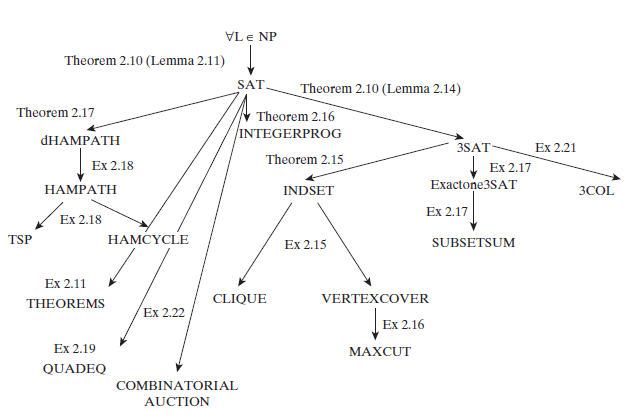 ∀L ∈ NP
Theorem 2.10 (Lemma 2.11)
SAT
Theorem 2.10 (Lemma 2.14)
Theorem 2.17
Theorem 2.16
dHAMPATH
INTEGERPROG
3SAT
Ex 2.21
Ex 2.18
Theorem 2.15
Ex 2.17
HAMPATH
INDSET
Exactone3SAT
3COL
Ex 2.18
Ex 2.17
TSP
HAMCYCLE
Ex 2.15
SUBSETSUM
Ex 2.11
THEOREMS
Ex 2.22
CLIQUE
VERTEXCOVER
Ex 2.16
Ex 2.19
MAXCUT
QUADEQ
COMBINATORIAL
AUCTION